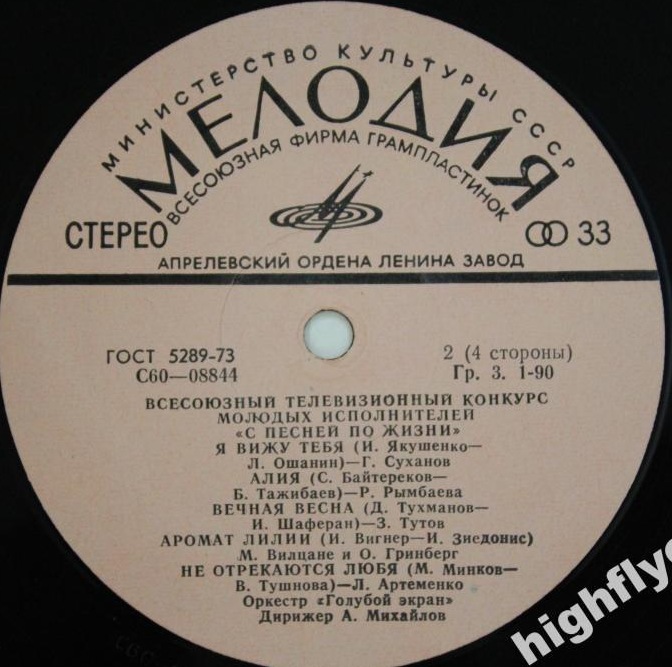 МИНИСТЕРСТВО КУЛЬТУРЫ СССР
МЕЛОДИЯ
ВСЕСОЮЗНАЯ ФИРМА ГРАМПЛАСТИНОК
СТЕРЕО 33
АПРЕЛЕВСКИЙ ОРДЕНА ЛЕНИНА ЗАВОД
ГОСТ 5289-73 2 (4 стороны)
С60—08844 Гр. 3. 1-90
ВСЕСОЮЗНЫЙ ТЕЛЕВИЗИОННЫЙ КОНКУРС
МОЛОДЫХ ИСПОЛНИТЕЛЕЙ
«С ПЕСНЕЙ ПО ЖИЗНИ»
Я ВИЖУ ТЕБЯ (И. Якушенко—
Л. Ошанин)—Г. Суханов
АЛИЯ (С. Байтереков—
Б. Тажибаев)—Р. Рымбаева
ВЕЧНАЯ ВЕСНА (Д. Тухманов—
И. Шаферан)—З. Тутов
АРОМАТ ЛИЛИИ (И. Вигнер—И. Зиедонис)
М. Вилцане и О. Гринберг
НЕ ОТРЕКАЮТСЯ ЛЮБЯ (М. Минков—
В. Тушнова)—Л. Артеменко
Оркестр «Голубой экран»
Дирижер А. Михайлов